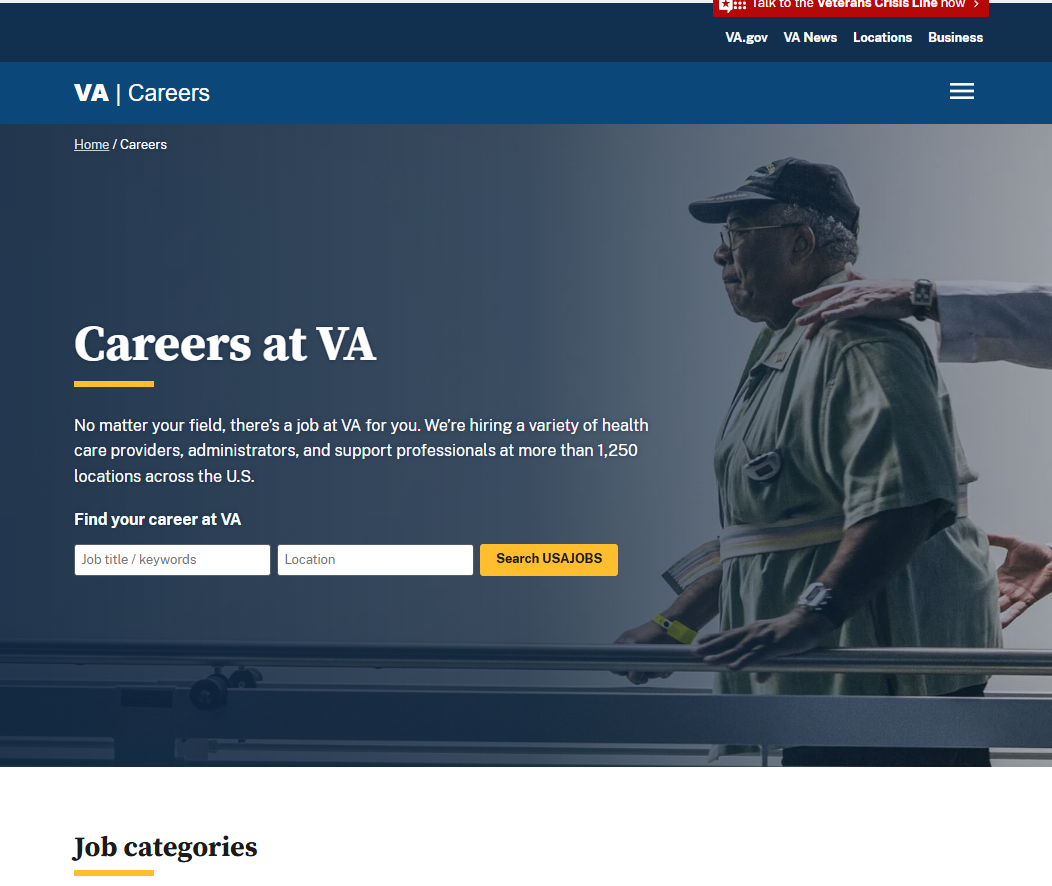 Talk to the Veterans Crisis Line now
VA.gov VA News Locations Business
VA | Careers
Home / Careers
Careers at VA
No matter your field, there’s a job at VA for you. We’re hiring a variety of health
care providers, administrators, and support professionals at more than 1,250
locations across the U.S.
Find your career at VA
Job title / keywords Location Search USAJOBS
Job categories